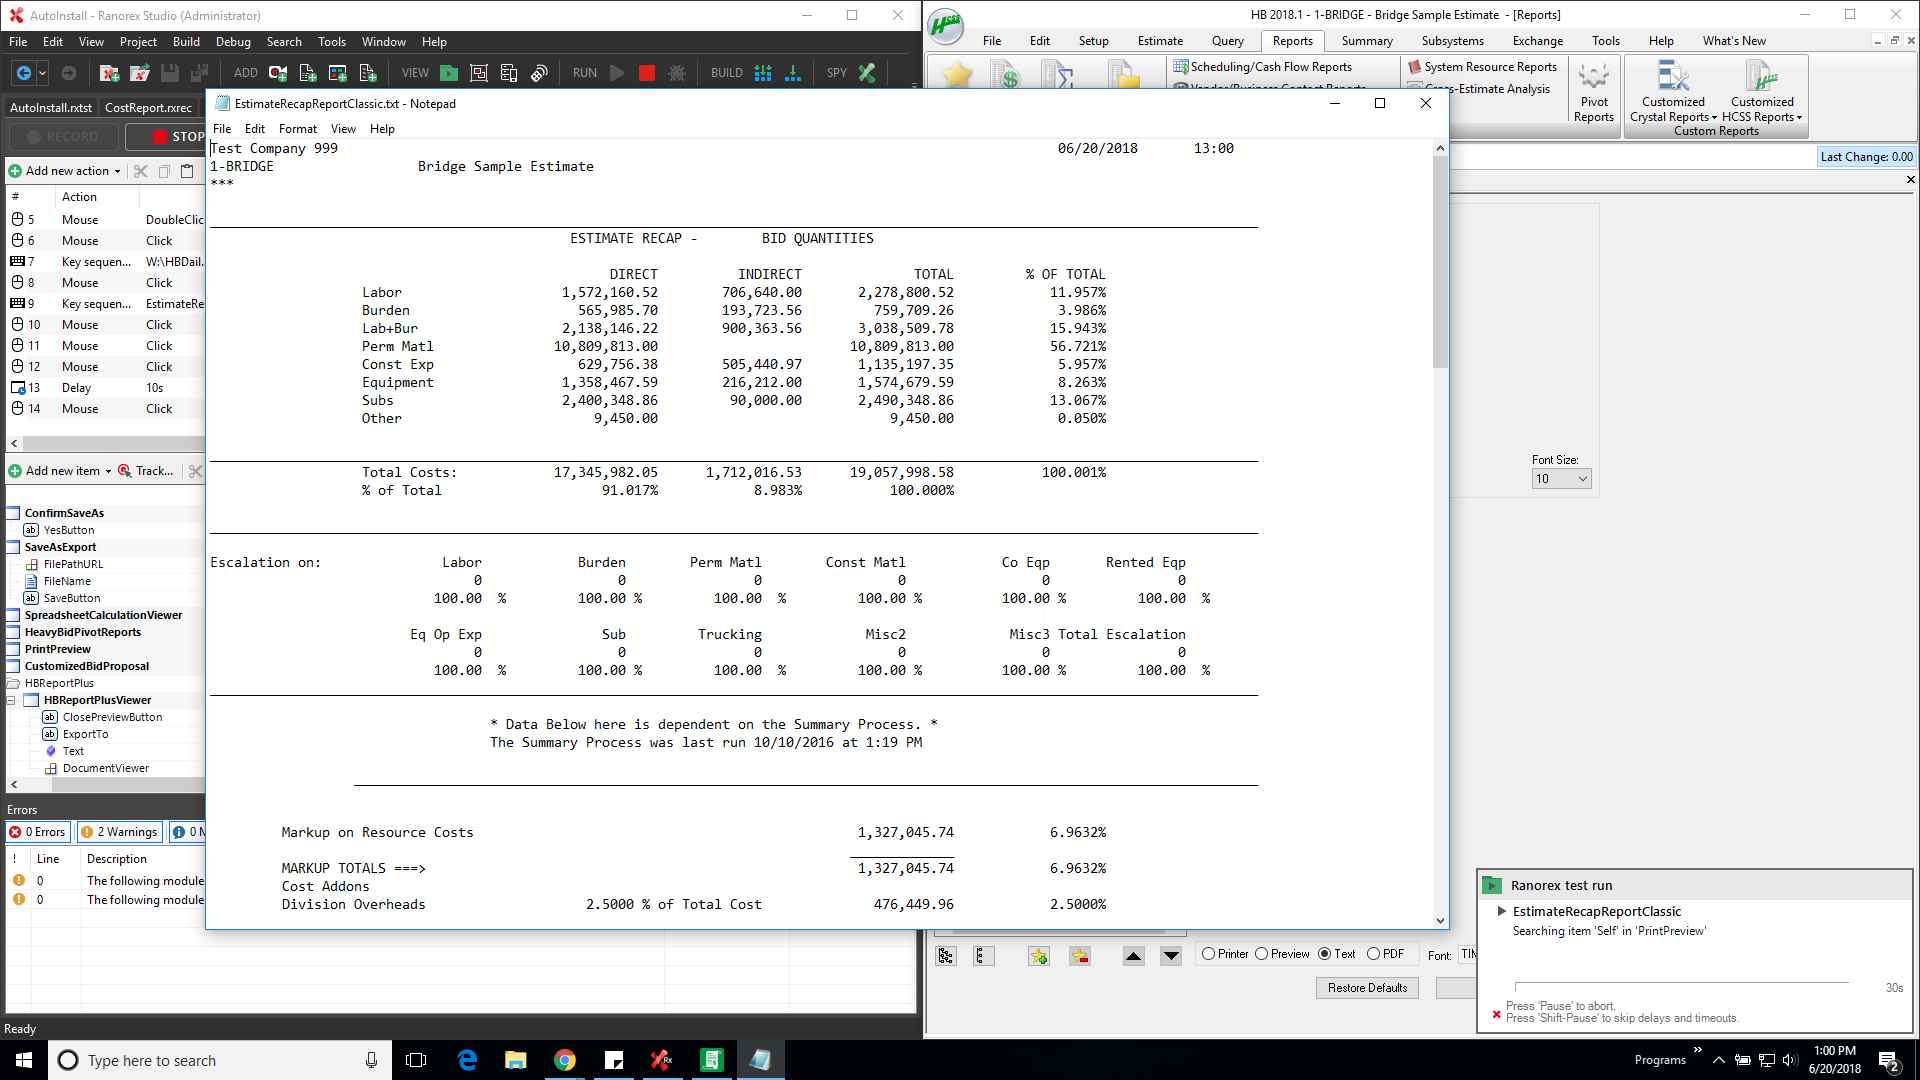 AutoInstall - Ranorex Studio (Administrator)
File Edit View Project Build Debug Search Tools Window Help
ADD VIEW RUN BUILD SPY
AutoInstall.rxtst CostReport.rxrec
RECORD STOP
Add new action
# Action
5 Mouse DoubleClic
6 Mouse Click
7 Key sequen... W:\HBDail
8 Mouse Click
9 Key sequen... EstimateRe
10 Mouse Click
11 Mouse Click
12 Mouse Click
13 Delay 10s
14 Mouse Click
Add new item Track...
ConfirmSaveAs
YesButton
SaveAsExport
FilePathURL
FileName
SaveButton
SpreadsheetCalculationViewer
HeavyBidPivotReports
PrintPreview
CustomizedBidProposal
HBReportPlus
HBReportPlusViewer
ClosePreviewButton
ExportTo
Text
DocumentViewer
Errors
0 Errors 2 Warnings 0 M
! Line Description
0 The following module
0 The following module
Ready
HB 2018.1 - 1-BRIDGE - Bridge Sample Estimate - [Reports]
File Edit Setup Estimate Query Reports Summary Subsystems Exchange Tools Help What's New
Scheduling/Cash Flow Reports
System Resource Reports
Cross-Estimate Analysis
Pivot Reports
Customized Crystal Reports
Customized HCSS Reports
Custom Reports
Last Change: 0.00
Font Size:
10
EstimateRecapReportClassic.txt - Notepad
File Edit Format View Help
Test Company 999 06/20/2018 13:00
1-BRIDGE Bridge Sample Estimate
***
ESTIMATE RECAP - BID QUANTITIES
DIRECT INDIRECT TOTAL % OF TOTAL
Labor 1,572,160.52 706,640.00 2,278,800.52 11.957%
Burden 565,985.70 193,723.56 759,709.26 3.986%
Lab+Bur 2,138,146.22 900,363.56 3,038,509.78 15.943%
Perm Matl 10,809,813.00 10,809,813.00 56.721%
Const Exp 629,756.38 505,440.97 1,135,197.35 5.957%
Equipment 1,358,467.59 216,212.00 1,574,679.59 8.263%
Subs 2,400,348.86 90,000.00 2,490,348.86 13.067%
Other 9,450.00 9,450.00 0.050%
Total Costs: 17,345,982.05 1,712,016.53 19,057,998.58 100.001%
% of Total 91.017% 8.983% 100.000%
Escalation on: Labor Burden Perm Matl Const Matl Co Eqp Rented Eqp
0 0 0 0 0 0
100.00 % 100.00 % 100.00 % 100.00 % 100.00 % 100.00 %
Eq Op Exp Sub Trucking Misc2 Misc3 Total Escalation
0 0 0 0 0 0
100.00 % 100.00 % 100.00 % 100.00 % 100.00 % 100.00 %
* Data Below here is dependent on the Summary Process. *
The Summary Process was last run 10/10/2016 at 1:19 PM
Markup on Resource Costs 1,327,045.74 6.9632%
MARKUP TOTALS ===> 1,327,045.74 6.9632%
Cost Addons
Division Overheads 2.5000 % of Total Cost 476,449.96 2.5000%
Printer Preview Text PDF Font: TIM
Restore Defaults
Ranorex test run
EstimateRecapReportClassic
Searching item 'Self' in 'PrintPreview'
30s
Press 'Pause' to abort.
Press 'Shift-Pause' to skip delays and timeouts.
Type here to search
Programs
1:00 PM
6/20/2018
2